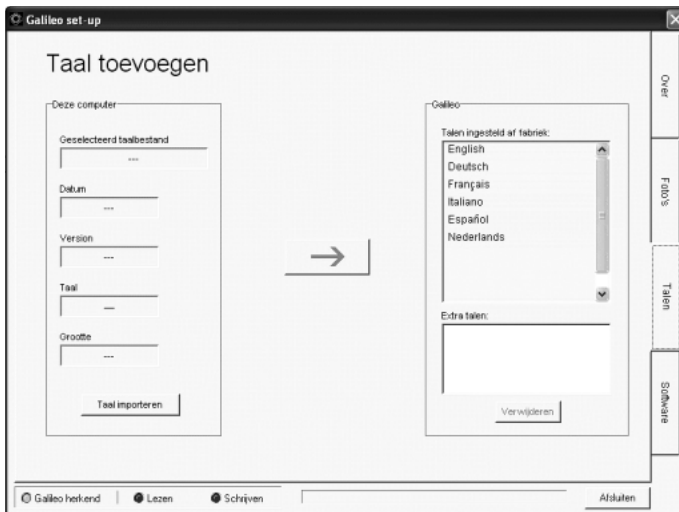 Galileo set-up
Taal toevoegen
Deze computer
Geselecteerd taalbestand
---
Datum
---
Version
---
Taal
---
Grootte
---
Taal importeren
Galileo
Talen ingesteld af fabriek:
English
Deutsch
Français
Italiano
Español
Nederlands
Extra talen:
Verwijderen
Over
Foto's
Talen
Software
Galileo herkend
Lezen
Schrijven
Afsluiten